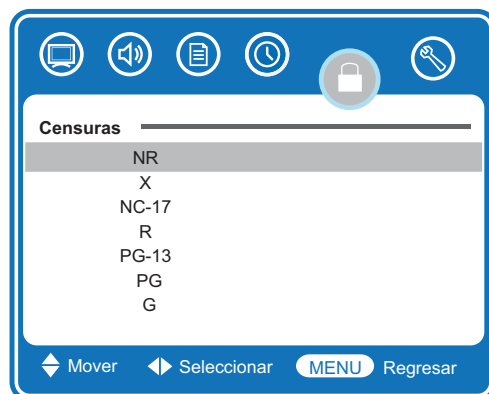 Censuras
NR
X
NC-17
R
PG-13
PG
G
Mover Seleccionar MENU Regresar